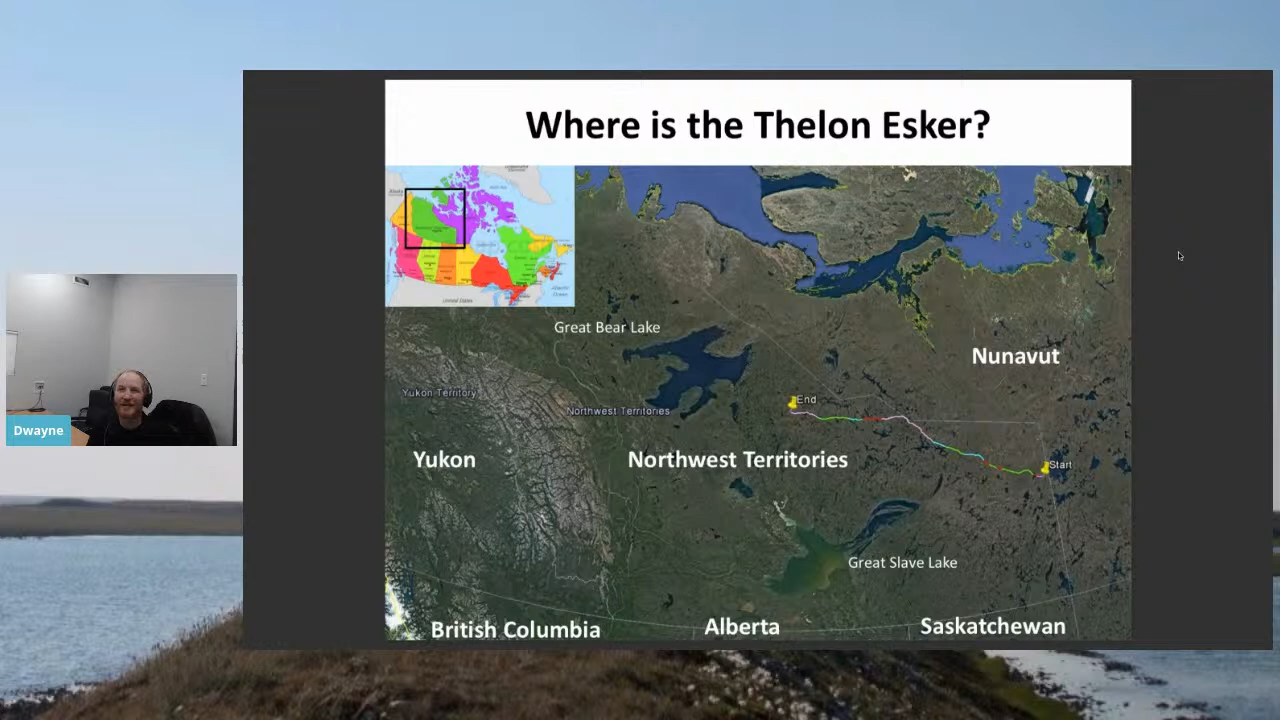 Where is the Thelon Esker?
Great Bear Lake
Nunavut
Yukon Territory
End
Northwest Territories
Dwayne
Yukon
Northwest Territories
Start
Great Slave Lake
British Columbia
Alberta
Saskatchewan